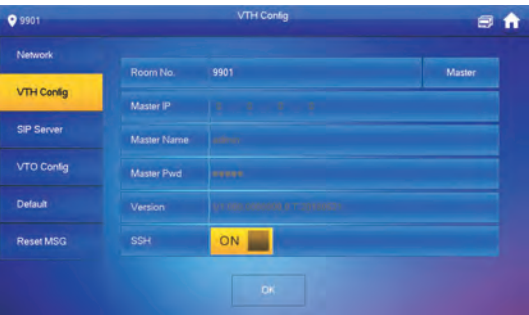 9901
VTH Config
Network
VTH Config
SIP Server
VTO Config
Default
Reset MSG
Room No. 9901 Master
Master IP
Master Name
Master Pwd
Version
SSH ON
OK